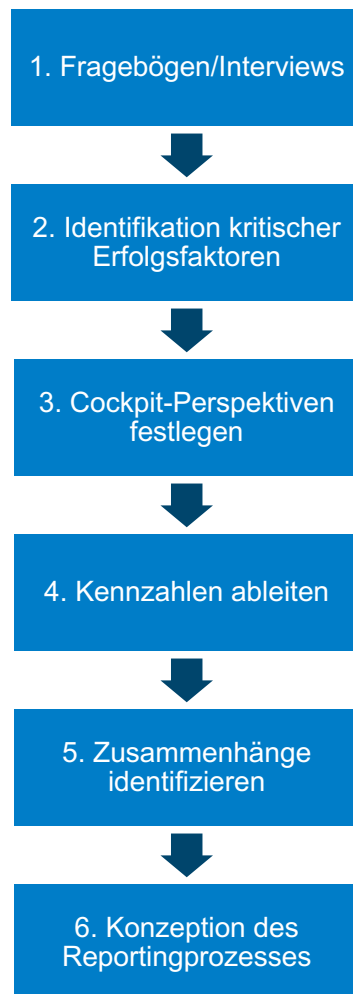 1. Fragebögen/Interviews
2. Identifikation kritischer
Erfolgsfaktoren
3. Cockpit-Perspektiven
festlegen
4. Kennzahlen ableiten
5. Zusammenhänge
identifizieren
6. Konzeption des
Reportingprozesses